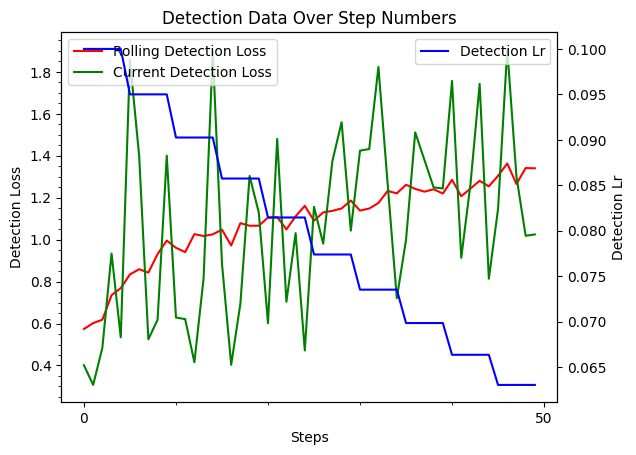 Detection Data Over Step Numbers
Rolling Detection Loss
Current Detection Loss
Detection Lr
1.8
1.6
1.4
1.2
1.0
0.8
0.6
0.4
Detection Loss
0.100
0.095
0.090
0.085
0.080
0.075
0.070
0.065
Detection Lr
0
50
Steps